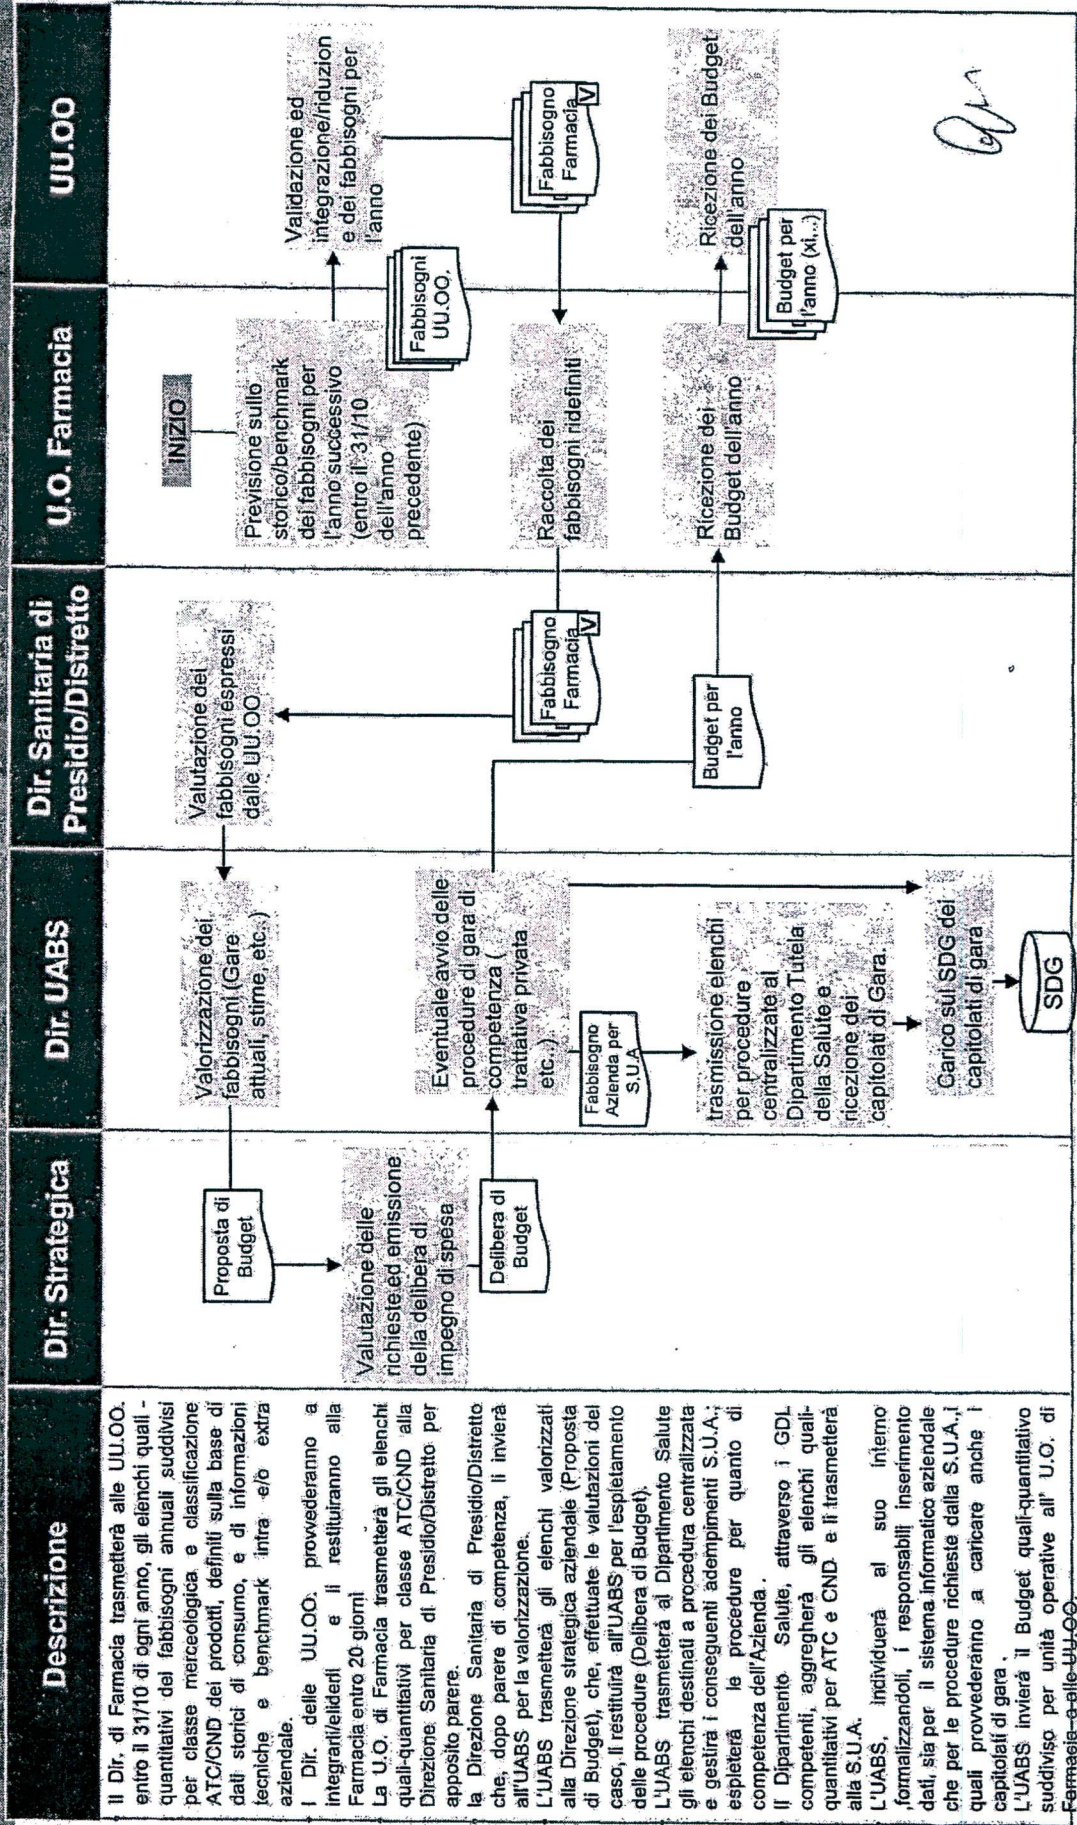 Descrizione
Dir. Strategica
Dir. UABS
Dir. Sanitaria di
Presidio/Distretto
U.O. Farmacia
UU.OO
Il Dir. di Farmacia trasmetterà alle UU.OO.
entro il 31/10 di ogni anno, gli elenchi quali -
quantitativi dei fabbisogni annuali suddivisi
per classe merceologica e classificazione
ATC/CND dei prodotti, definiti sulla base di
dati storici di consumo, e di informazioni
tecniche e benchmark intra e/o extra
aziendale.
I Dir. delle UU.OO. provvederanno a
integrarli/eliderli e li restituiranno alla
Farmacia entro 20 giorni
La U.O. di Farmacia trasmetterà gli elenchi
quali-quantitativi per classe ATC/CND alla
Direzione Sanitaria di Presidio/Distretto per
apposito parere.
la Direzione Sanitaria di Presidio/Distretto
che, dopo parere di competenza, li invierà
all'UABS per la valorizzazione.
L'UABS trasmetterà gli elenchi valorizzati
alla Direzione strategica aziendale (Proposta
di Budget), che, effettuate le valutazioni del
caso, li restituirà all'UABS per l'espletamento
delle procedure (Delibera di Budget).
L'UABS trasmetterà al Dipartimento Salute
gli elenchi destinati a procedura centralizzata
e gestirà i conseguenti adempimenti S.U.A.;
espleterà le procedure per quanto di
competenza dell'Azienda .
Il Dipartimento Salute, attraverso i GDL
competenti, aggregherà gli elenchi quali-
quantitativi per ATC e CND e li trasmetterà
alla S.U.A.
L'UABS, individuerà al suo interno
,formalizzandoli, i responsabili inserimento
dati, sia per il sistema informatico aziendale
che per le procedure richieste dalla S.U.A.,i
quali provvederanno a caricare anche i
capitolati di gara .
L'UABS invierà il Budget quali-quantitativo
suddiviso per unità operative all' U.O. di
Farmacia e alle UU.OO.
Proposta di
Budget
Valutazione delle
richieste ed emissione
della delibera di
impegno di spesa
Delibera di
Budget
Valorizzazione dei
fabbisogni (Gare
attuali, stime, etc..)
Eventuale avvio delle
procedure di gara di
competenza (
trattativa privata
etc..)
Fabbisogno
Azienda per
S.U.A
trasmissione elenchi
per procedure
centralizzate al
Dipartimento Tutela
della Salute e
ricezione dei
capitolati di Gara.
Carico sul SDG dei
capitolati di gara
SDG
Valutazione dei
fabbisogni espressi
dalle UU.OO
Fabbisogno
Farmacia
V
Budget per
l'anno
INIZIO
Previsione sullo
storico/benchmark
dei fabbisogni per
l'anno successivo
(entro il 31/10
dell'anno
precedente)
Fabbisogni
UU.OO.
Raccolta dei
fabbisogni ridefiniti
Ricezione dei
Budget dell'anno
Budget per
l'anno (xi,..)
Validazione ed
integrazione/riduzion
e dei fabbisogni per
l'anno
Fabbisogno
Farmacia
V
Ricezione dei Budget
dell'anno